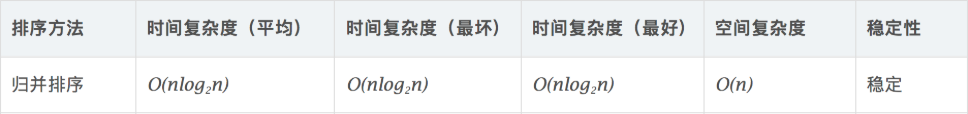 排序方法 时间复杂度（平均） 时间复杂度（最坏） 时间复杂度（最好） 空间复杂度 稳定性
归并排序 O(nlog₂n) O(nlog₂n) O(nlog₂n) O(n) 稳定